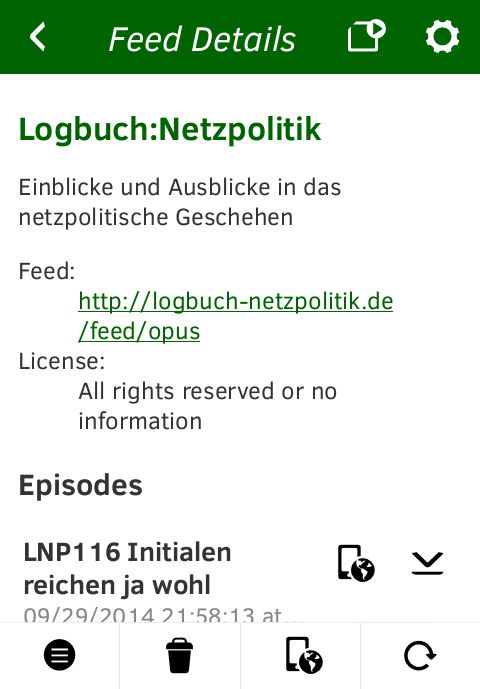 Feed Details
Logbuch:Netzpolitik
Einblicke und Ausblicke in das
netzpolitische Geschehen
Feed:
http://logbuch-netzpolitik.de
/feed/opus
License:
All rights reserved or no
information
Episodes
LNP116 Initialen
reichen ja wohl
09/29/2014 21:58:13 at...